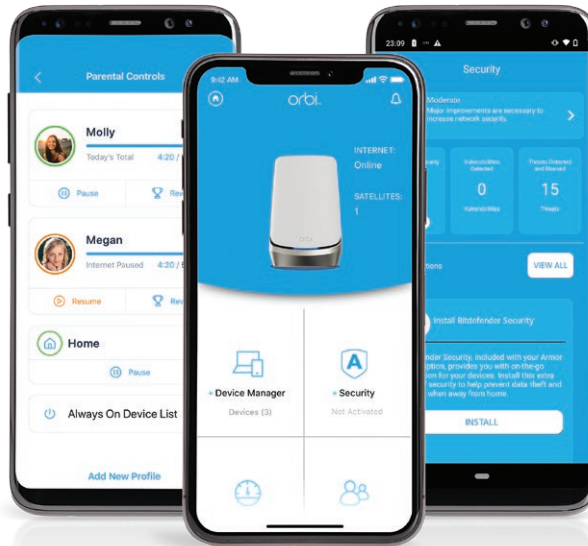 Parental Controls
Molly
Today's Total 4:20 /
Pause
Megan
Internet Paused 4:20 /
Resume
Home
Pause
Always On Device List
Add New Profile
9:42 AM
orbi
INTERNET:
Online
SATELLITES:
1
orbi
Device Manager
Devices (3)
Security
Not Activated
23:09
Security
Moderate
Major improvements are necessary to
increase network security.
Vulnerabilities
Detected
0
Vulnerabilities
Threats Detected
and Blocked
15
Threats
VIEW ALL
Install Bitdefender Security
Security, included with your Armor
provides you with on-the-go
for your devices. Install this extra
security to help prevent data theft and
when away from home.
INSTALL